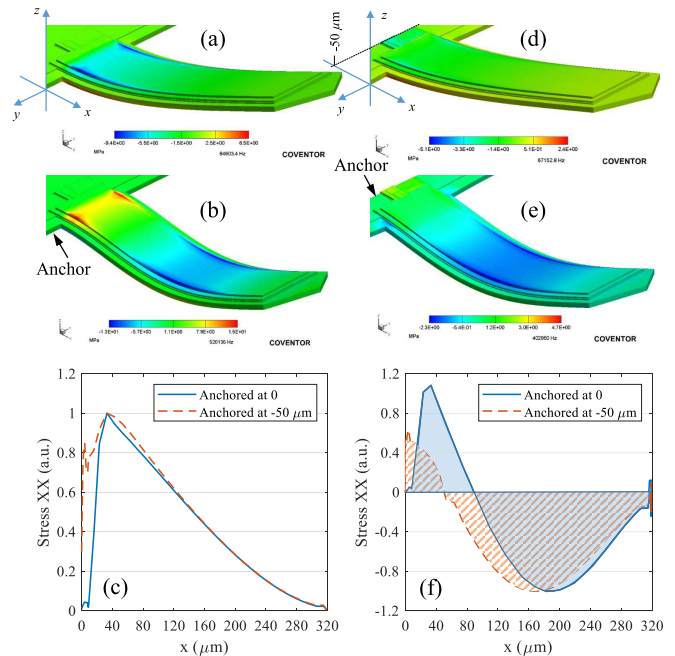 z
(a)
y
x
MPa
-9.4E+00 -5.5E+00 -1.5E+00 2.5E+00 6.5E+00
84903.4 Hz
COVENTOR
-50 μm
z
(d)
y
x
MPa
-5.1E+00 -3.3E+00 -1.4E+00 5.1E-01 2.4E+00
67152.8 Hz
COVENTOR
(b)
Anchor
MPa
-1.3E+01 -5.7E+00 1.1E+00 7.9E+00 1.5E+01
520136 Hz
COVENTOR
Anchor
(e)
MPa
-2.3E+00 -5.4E-01 1.2E+00 3.0E+00 4.7E+00
402950 Hz
COVENTOR
Stress XX (a.u.)
1.2
1
0.8
0.6
0.4
0.2
0
Anchored at 0
Anchored at -50 μm
(c)
0 40 80 120 160 200 240 280 320
x (μm)
Stress XX (a.u.)
1.2
0.8
0.4
0
-0.4
-0.8
-1.2
Anchored at 0
Anchored at -50 μm
(f)
0 40 80 120 160 200 240 280 320
x (μm)